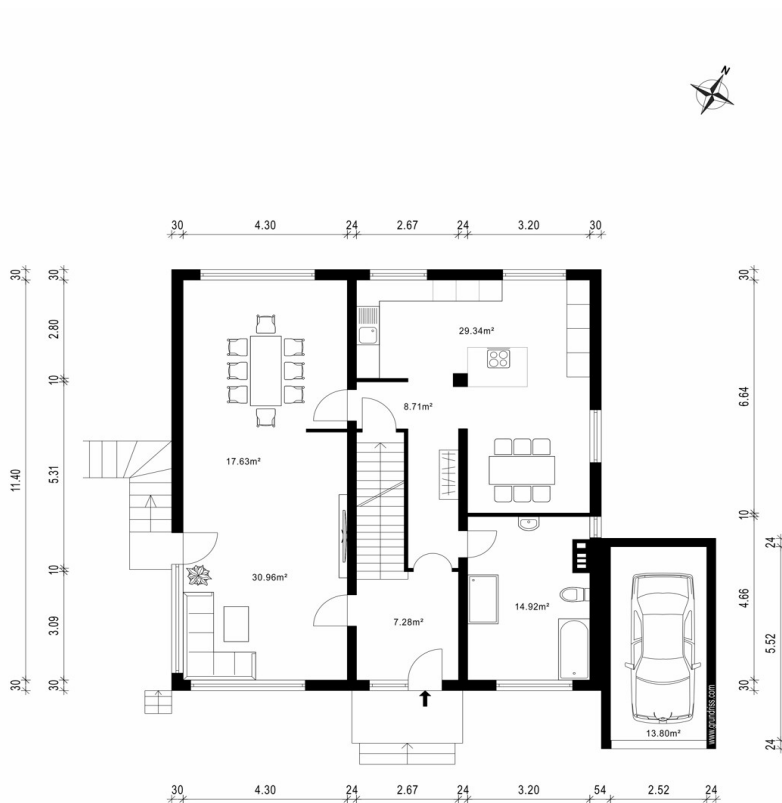 N
30 4.30 24 2.67 24 3.20 30
30 2.80 10 5.31 10 3.09 30
11.40
30
30
30 6.64 10 4.66 30
24 5.52 24
29.34m²
8.71m²
17.63m²
30.96m²
14.92m²
7.28m²
13.80m²
www.grundriss.com
30 4.30 24 2.67 24 3.20 54 2.52 24